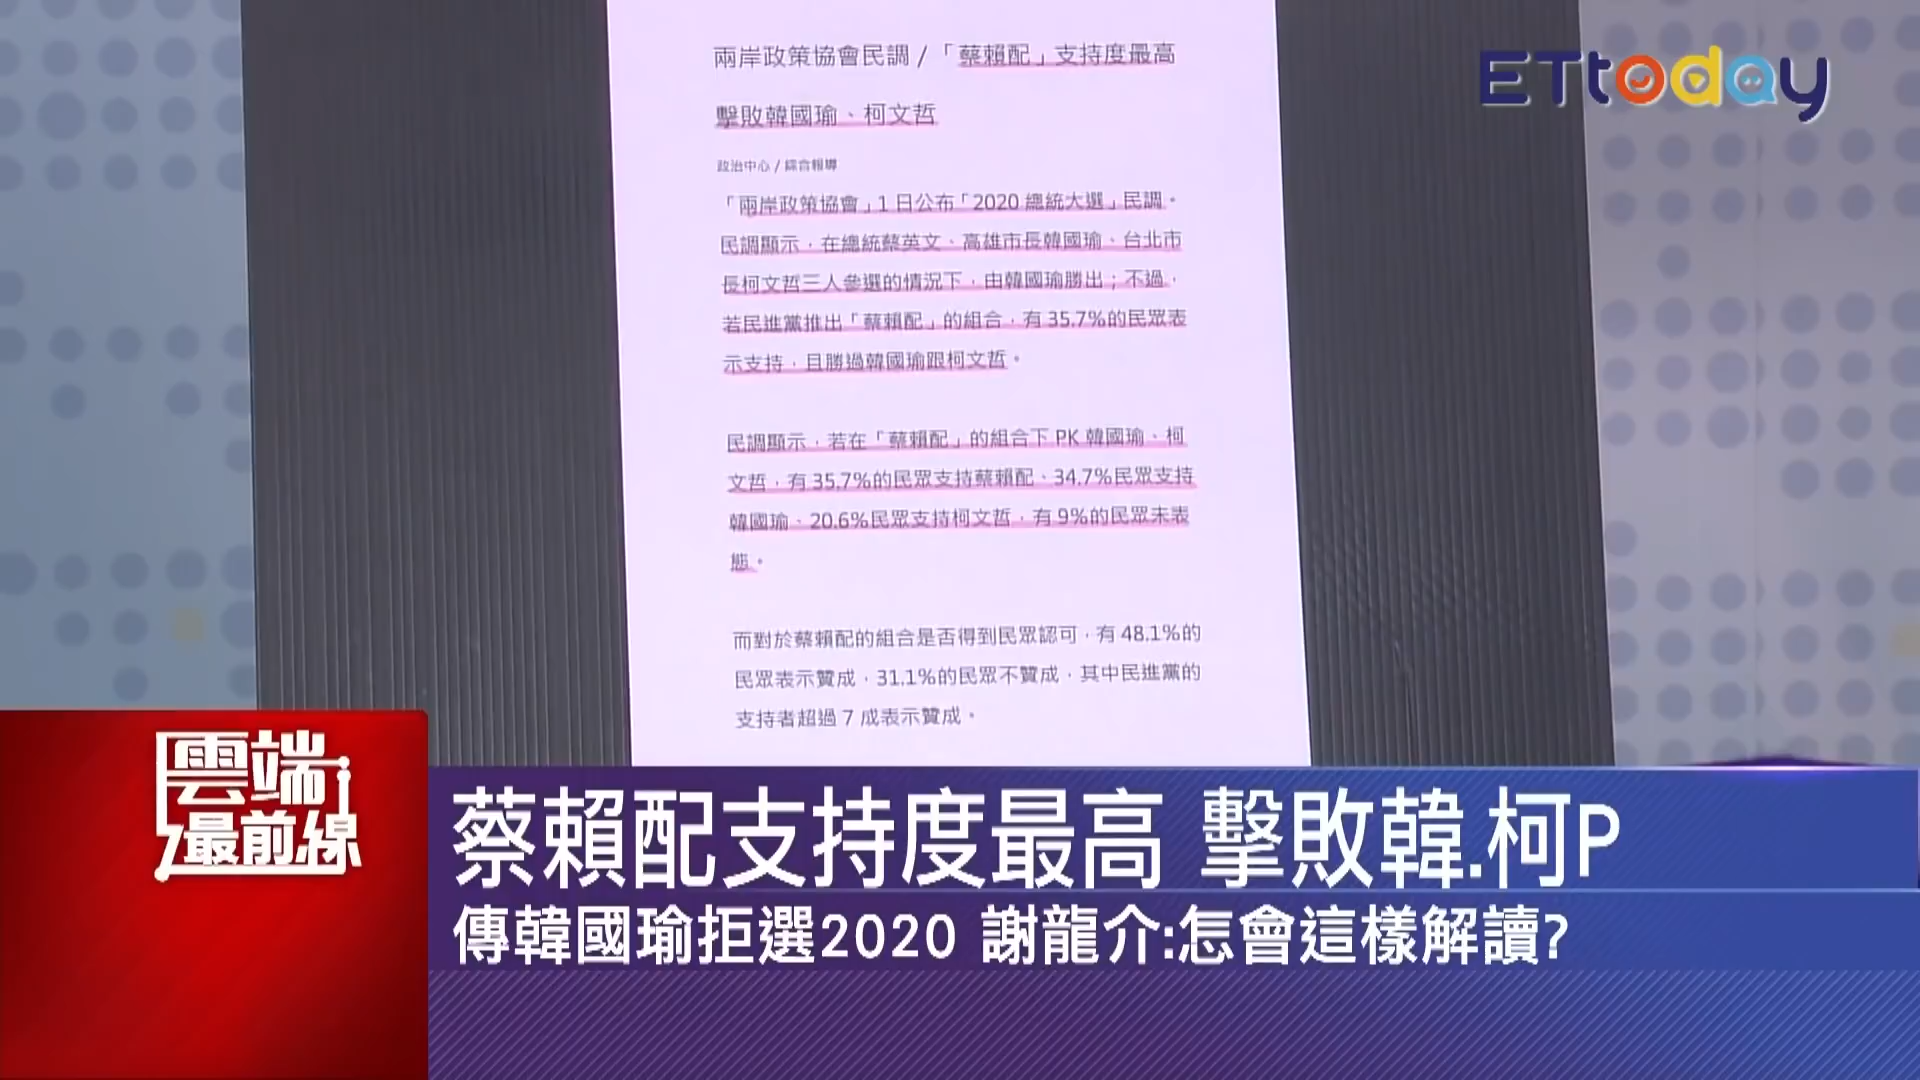 兩岸政策協會民調/「蔡賴配」支持度最高
擊敗韓國瑜、柯文哲
政治中心/綜合報導
「兩岸政策協會」1日公布「2020 總統大選」民調。
民調顯示，在總統蔡英文、高雄市長韓國瑜、台北市
長柯文哲三人參選的情況下，由韓國瑜勝出；不過，
若民進黨推出「蔡賴配」的組合，有 35.7%的民眾表
示支持，且勝過韓國瑜跟柯文哲。
民調顯示，若在「蔡賴配」的組合下 PK 韓國瑜、柯
文哲，有 35.7%的民眾支持蔡賴配、34.7%民眾支持
韓國瑜、20.6%民眾支持柯文哲，有 9%的民眾未表
態。
而對於蔡賴配的組合是否得到民眾認可，有 48.1%的
民眾表示贊成，31.1%的民眾不贊成，其中民進黨的
支持者超過 7 成表示贊成。
ETtoday
雲端
最前線
蔡賴配支持度最高 擊敗韓.柯P
傳韓國瑜拒選2020 謝龍介:怎會這樣解讀?